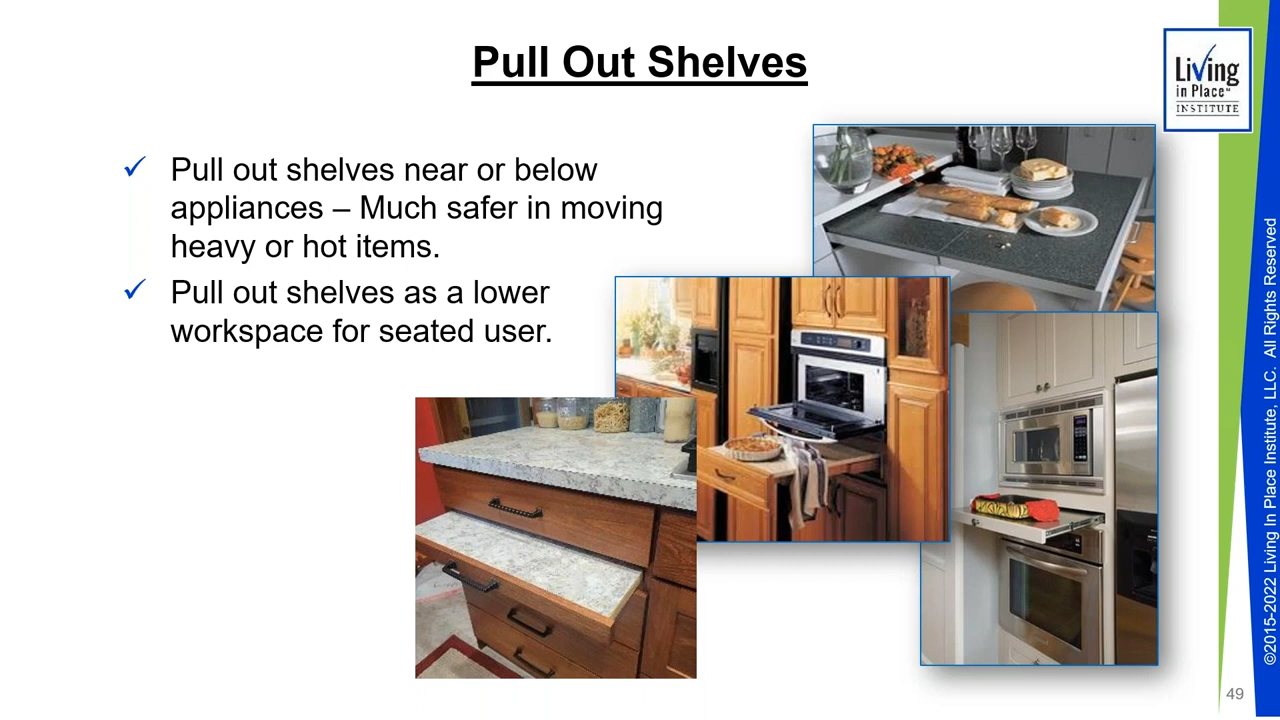 Pull Out Shelves
Living
in Place℠
INSTITUTE
✓ Pull out shelves near or below
appliances – Much safer in moving
heavy or hot items.
✓ Pull out shelves as a lower
workspace for seated user.
©2015-2022 Living In Place Institute, LLC. All Rights Reserved
49